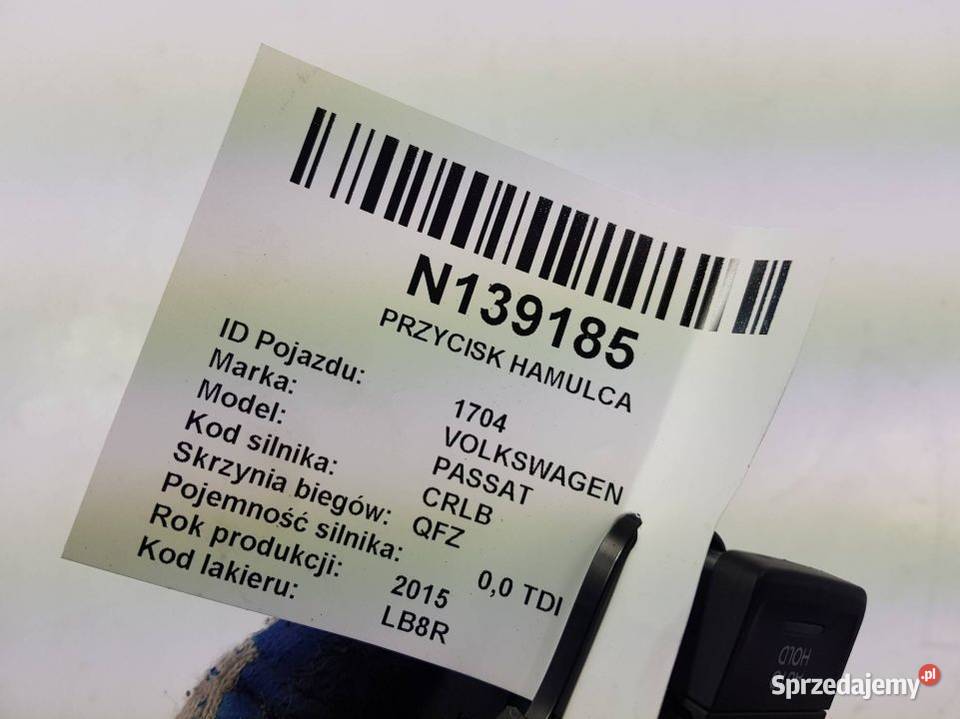 N139185
PRZYCISK HAMULCA
ID Pojazdu: 1704
Marka: VOLKSWAGEN
Model: PASSAT
Kod silnika: CRLB
Skrzynia biegów: QFZ
Pojemność silnika: 0,0 TDI
Rok produkcji: 2015
Kod lakieru: LB8R
HOLD
Sprzedajemy.pl